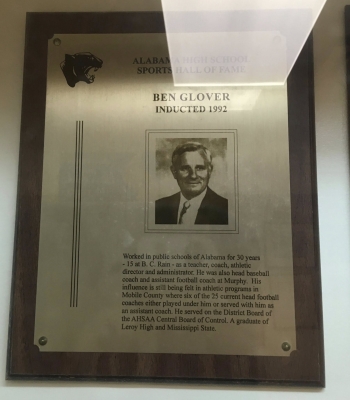 ALABAMA HIGH SCHOOL
SPORTS HALL OF FAME
BEN GLOVER
INDUCTED 1992
Worked in public schools of Alabama for 30 years
- 15 at B. C. Rain - as a teacher, coach, athletic
director and administrator. He was also head baseball
coach and assistant football coach at Murphy. His
influence is still being felt in athletic programs in
Mobile County where six of the 25 current head football
coaches either played under him or served with him as
an assistant coach. He served on the District Board of
the AHSAA Central Board of Control. A graduate of
Leroy High and Mississippi State.